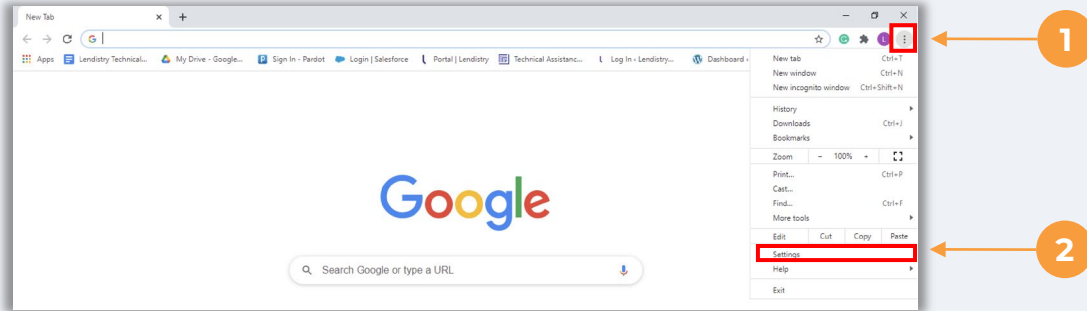 New Tab
G
Apps Lendistry Technical... My Drive - Google... Sign In - Pardot Login | Salesforce Portal | Lendistry Technical Assistanc... Log In ‹ Lendistry... Dashboard ‹
L
1
New tab Ctrl+T
New window Ctrl+N
New incognito window Ctrl+Shift+N
History
Downloads Ctrl+J
Bookmarks
Zoom - 100% +
Print... Ctrl+P
Cast...
Find... Ctrl+F
More tools
Edit Cut Copy Paste
Settings
2
Help
Exit
Google
Search Google or type a URL